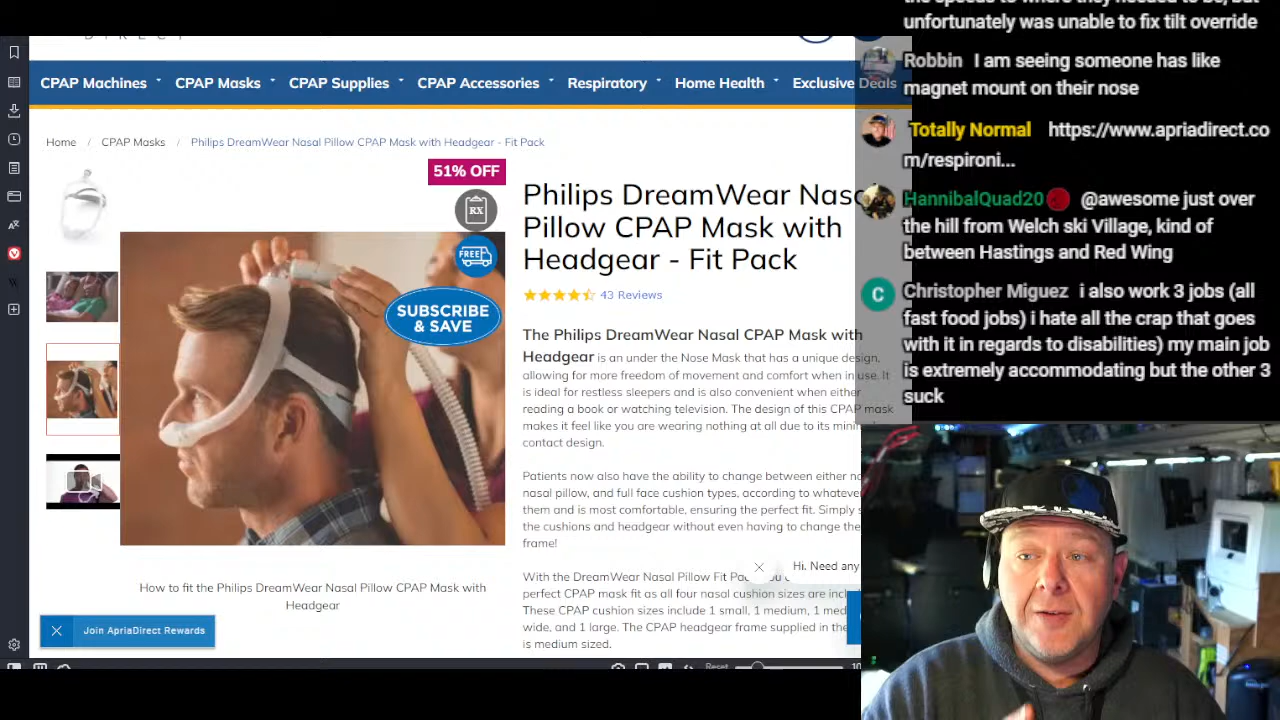 DIRECT
CPAP Machines CPAP Masks CPAP Supplies CPAP Accessories Respiratory Home Health Exclusive Deals
Home / CPAP Masks / Philips DreamWear Nasal Pillow CPAP Mask with Headgear - Fit Pack
51% OFF
RX
FREE
SUBSCRIBE
& SAVE
How to fit the Philips DreamWear Nasal Pillow CPAP Mask with
Headgear
Join ApriaDirect Rewards
Philips DreamWear Nas
Pillow CPAP Mask with
Headgear - Fit Pack
43 Reviews
The Philips DreamWear Nasal CPAP Mask with
Headgear is an under the Nose Mask that has a unique design,
allowing for more freedom of movement and comfort when in use. It
is ideal for restless sleepers and is also convenient when either
reading a book or watching television. The design of this CPAP mask
makes it feel like you are wearing nothing at all due to its minim
contact design.
Patients now also have the ability to change between either
nasal pillow, and full face cushion types, according to whatever
them and is most comfortable, ensuring the perfect fit. Simply
the cushions and headgear without even having to change the
frame!
Hi. Need any
With the DreamWear Nasal Pillow Fit Pac
perfect CPAP mask fit as all four nasal cushion sizes are incl
These CPAP cushion sizes include 1 small, 1 medium, 1 med
wide, and 1 large. The CPAP headgear frame supplied in the
is medium sized.
Reset
unfortunately was unable to fix tilt override
Robbin I am seeing someone has like
magnet mount on their nose
Totally Normal https://www.apriadirect.co
m/respironi...
HannibalQuad20 @awesome just over
the hill from Welch ski Village, kind of
between Hastings and Red Wing
C Christopher Miguez i also work 3 jobs (all
fast food jobs) i hate all the crap that goes
with it in regards to disabilities) my main job
is extremely accommodating but the other 3
suck